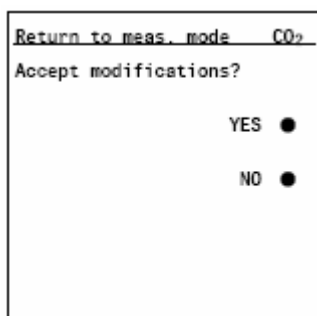 Return to meas. mode CO₂
Accept modifications?
YES ●
NO ●